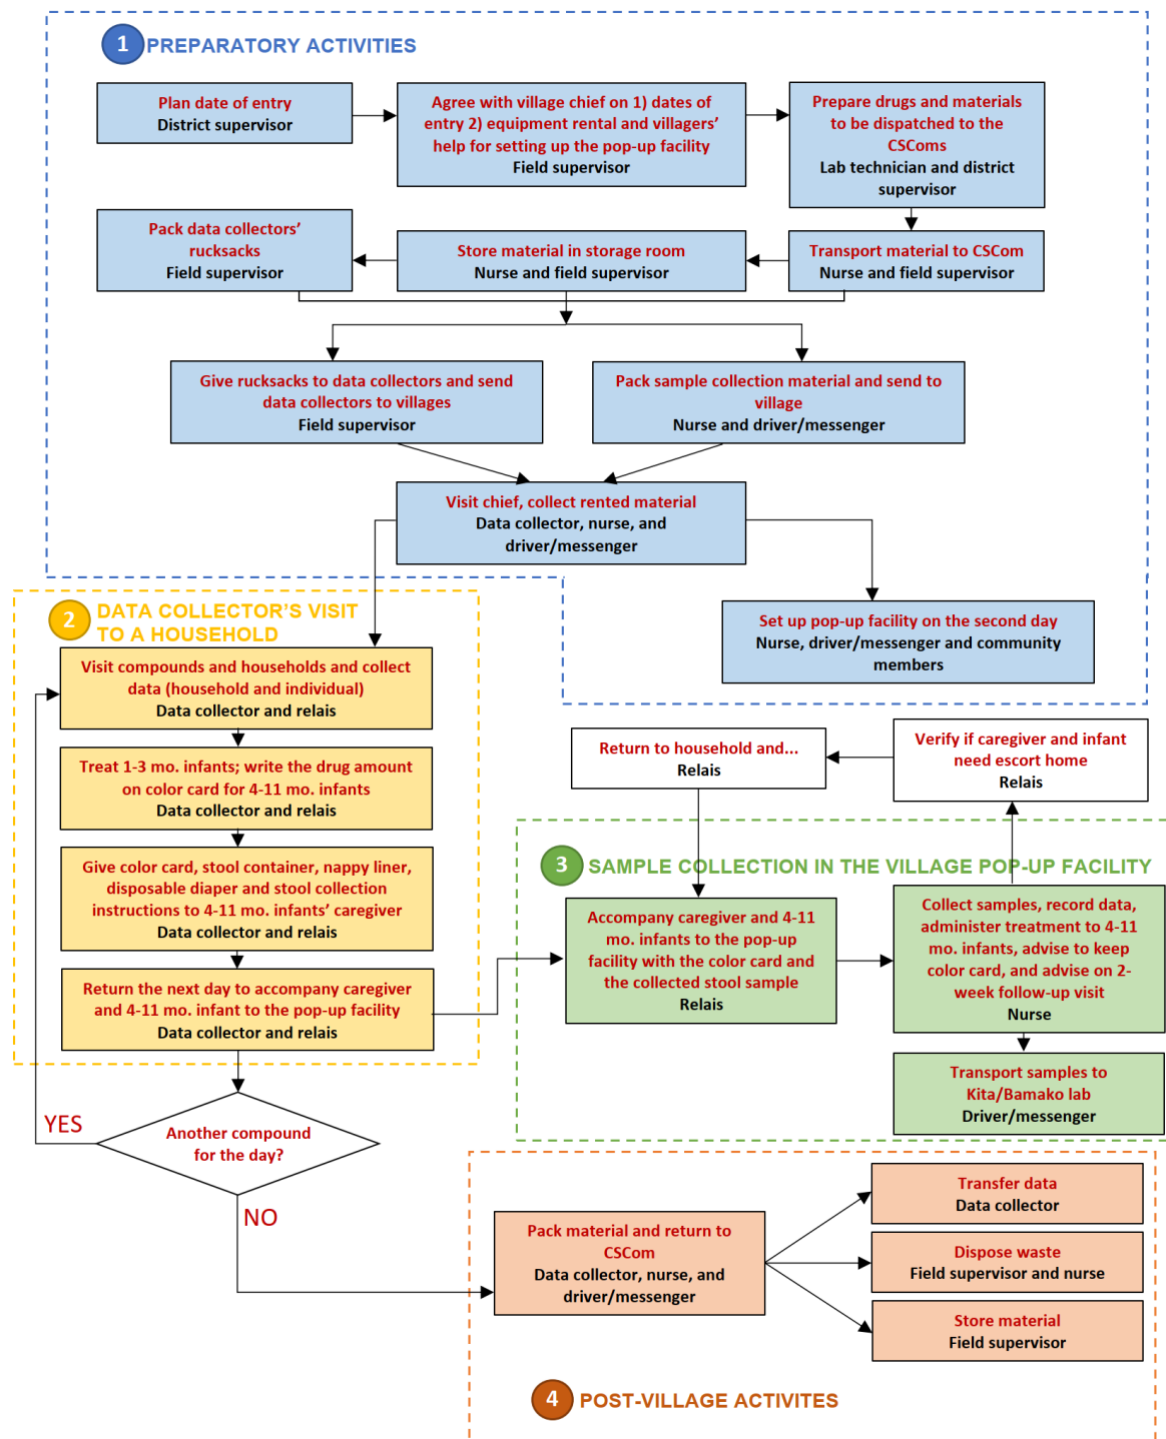 1 PREPARATORY ACTIVITIES
Plan date of entry
District supervisor
Agree with village chief on 1) dates of
entry 2) equipment rental and villagers'
help for setting up the pop-up facility
Field supervisor
Prepare drugs and materials
to be dispatched to the
CSComs
Lab technician and district
supervisor
Pack data collectors'
rucksacks
Field supervisor
Store material in storage room
Nurse and field supervisor
Transport material to CSCom
Nurse and field supervisor
Give rucksacks to data collectors and send
data collectors to villages
Field supervisor
Pack sample collection material and send to
village
Nurse and driver/messenger
Visit chief, collect rented material
Data collector, nurse, and
driver/messenger
Set up pop-up facility on the second day
Nurse, driver/messenger and community
members
2 DATA COLLECTOR'S VISIT
TO A HOUSEHOLD
Visit compounds and households and collect
data (household and individual)
Data collector and relais
Treat 1-3 mo. infants; write the drug amount
on color card for 4-11 mo. infants
Data collector and relais
Give color card, stool container, nappy liner,
disposable diaper and stool collection
instructions to 4-11 mo. infants' caregiver
Data collector and relais
Return the next day to accompany caregiver
and 4-11 mo. infant to the pop-up facility
Data collector and relais
Another compound
for the day?
YES
NO
Return to household and...
Relais
Verify if caregiver and infant
need escort home
Relais
3 SAMPLE COLLECTION IN THE VILLAGE POP-UP FACILITY
Accompany caregiver and 4-11
mo. infants to the pop-up
facility with the color card and
the collected stool sample
Relais
Collect samples, record data,
administer treatment to 4-11
mo. infants, advise to keep
color card, and advise on 2-
week follow-up visit
Nurse
Transport samples to
Kita/Bamako lab
Driver/messenger
Pack material and return to
CSCom
Data collector, nurse, and
driver/messenger
Transfer data
Data collector
Dispose waste
Field supervisor and nurse
Store material
Field supervisor
4 POST-VILLAGE ACTIVITES